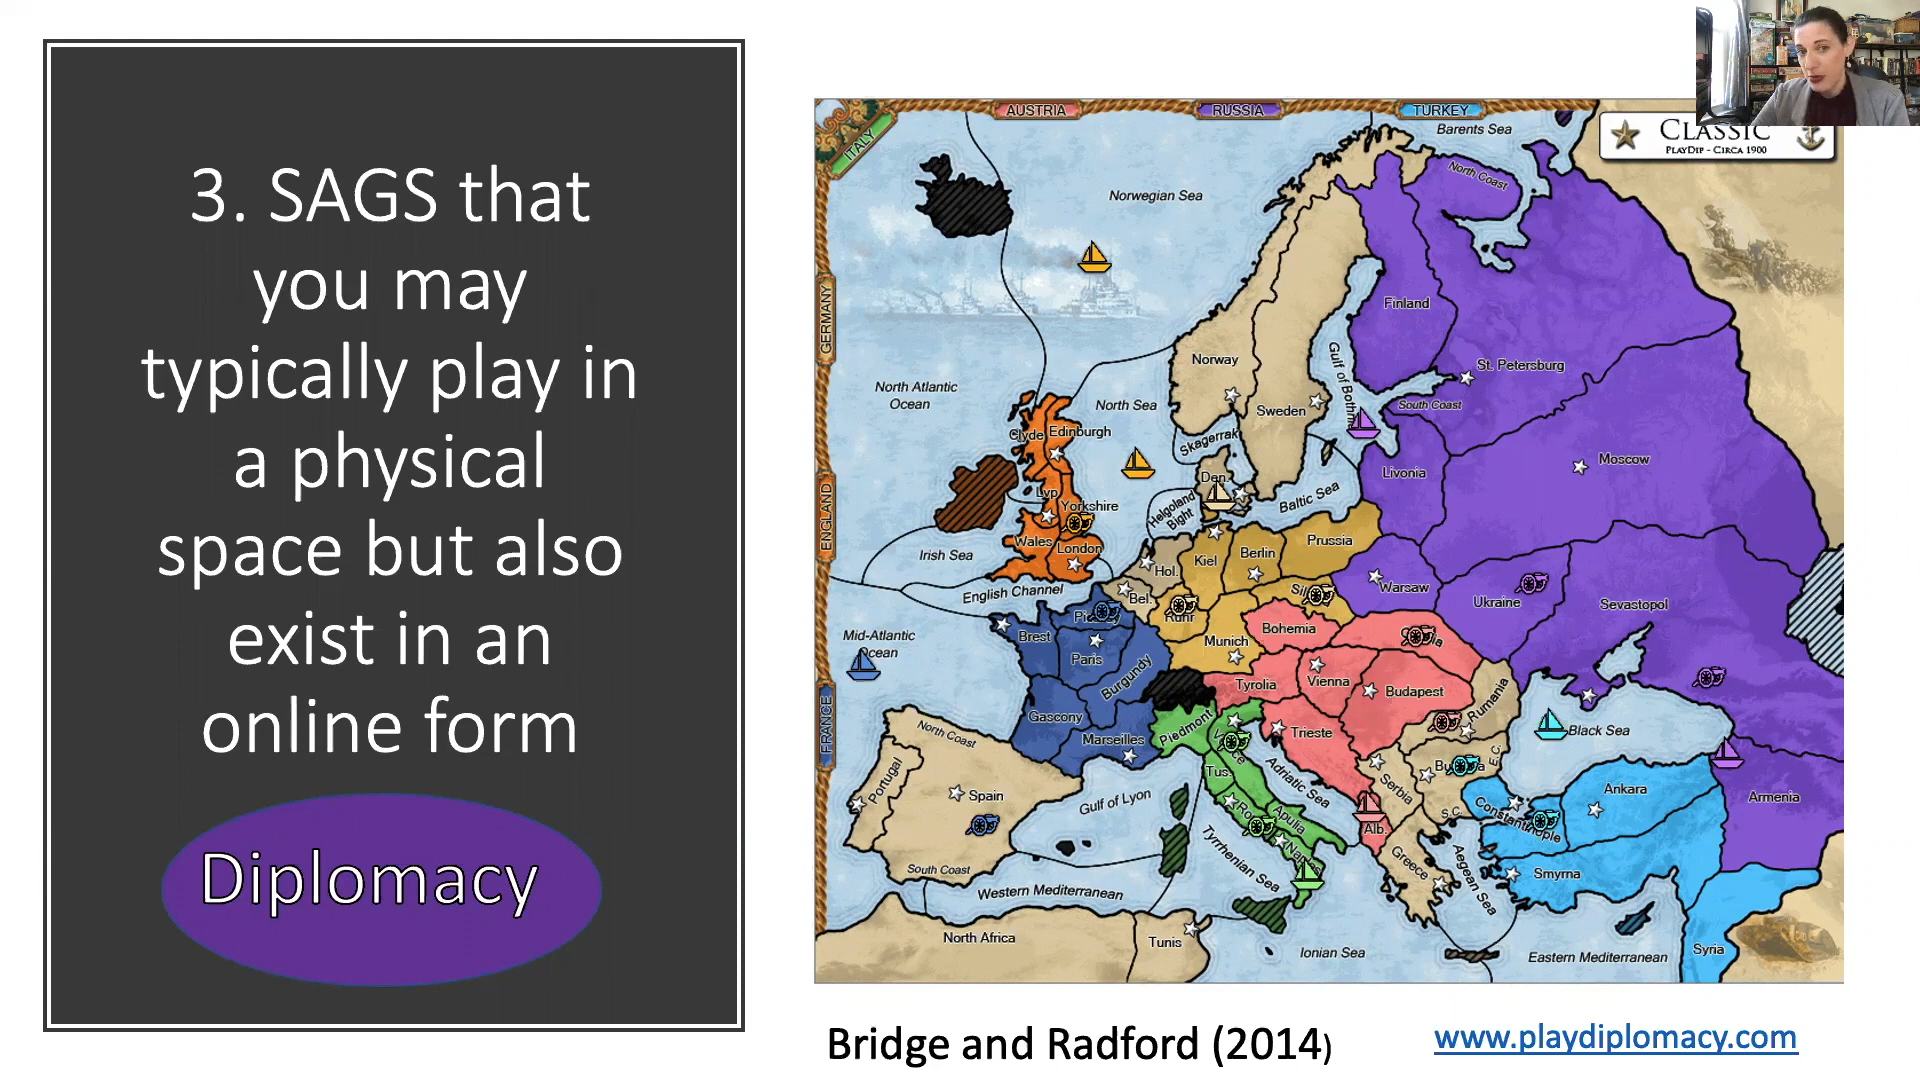 3. SAGS that
you may
typically play in
a physical
space but also
exist in an
online form
Diplomacy
AUSTRIA
RUSSIA
TURKEY
ITALY
GERMANY
ENGLAND
FRANCE
CLASSIC
PLAYDIP - CIRCA 1900
Barents Sea
Norwegian Sea
North Coast
Finland
Norway
St. Petersburg
Gulf of Bothnia
South Coast
North Atlantic
Ocean
North Sea
Sweden
Clyde
Edinburgh
Skagerrak
Moscow
Livonia
Den.
Lvp
Yorkshire
Helgoland
Bight
Baltic Sea
Wales
London
Irish Sea
Prussia
Berlin
Kiel
Hol.
English Channel
Bel.
Warsaw
Ukraine
Sevastopol
Ruhr
Brest
Mid-Atlantic
Ocean
Paris
Munich
Bohemia
Burgundy
Tyrolia
Vienna
Budapest
Rumania
Gascony
Marseilles
Piedmont
Trieste
Black Sea
North Coast
Portugal
Spain
South Coast
Gulf of Lyon
Tus.
Adriatic Sea
Serbia
E.C.
S.C.
Ankara
Armenia
Apulia
Alb.
Constantinople
Tyrrhenian Sea
Greece
Aegean Sea
Smyrna
Western Mediterranean
North Africa
Tunis
Ionian Sea
Eastern Mediterranean
Syria
Bridge and Radford (2014)
www.playdiplomacy.com